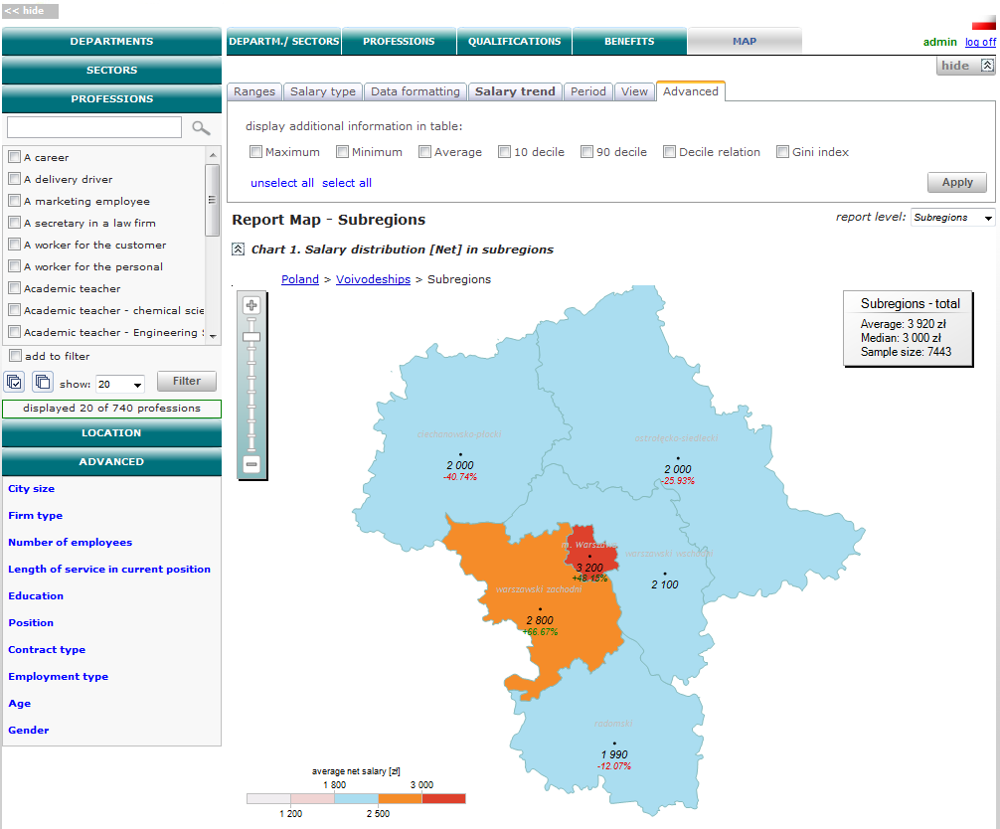 << hide
DEPARTMENTS
SECTORS
PROFESSIONS
A career
A delivery driver
A marketing employee
A secretary in a law firm
A worker for the customer
A worker for the personal
Academic teacher
Academic teacher - chemical scie
Academic teacher - Engineering S
add to filter
show: 20 Filter
displayed 20 of 740 professions
LOCATION
ADVANCED
City size
Firm type
Number of employees
Length of service in current position
Education
Position
Contract type
Employment type
Age
Gender
DEPARTM./ SECTORS PROFESSIONS QUALIFICATIONS BENEFITS MAP
admin log off
hide
Ranges Salary type Data formatting Salary trend Period View Advanced
display additional information in table:
Maximum Minimum Average 10 decile 90 decile Decile relation Gini index
unselect all select all
Apply
Report Map - Subregions
report level: Subregions
Chart 1. Salary distribution [Net] in subregions
Poland > Voivodeships > Subregions
Subregions - total
Average: 3 920 zł
Median: 3 000 zł
Sample size: 7443
ciechanowsko-płocki
2 000
-40.74%
ostrołęcko-siedlecki
2 000
-25.93%
m. Warszawa
3 200
+48.15%
warszawski wschodni
2 100
warszawski zachodni
2 800
+66.67%
radomski
1 990
-12.07%
average net salary [zł]
1 800 3 000
1 200 2 500